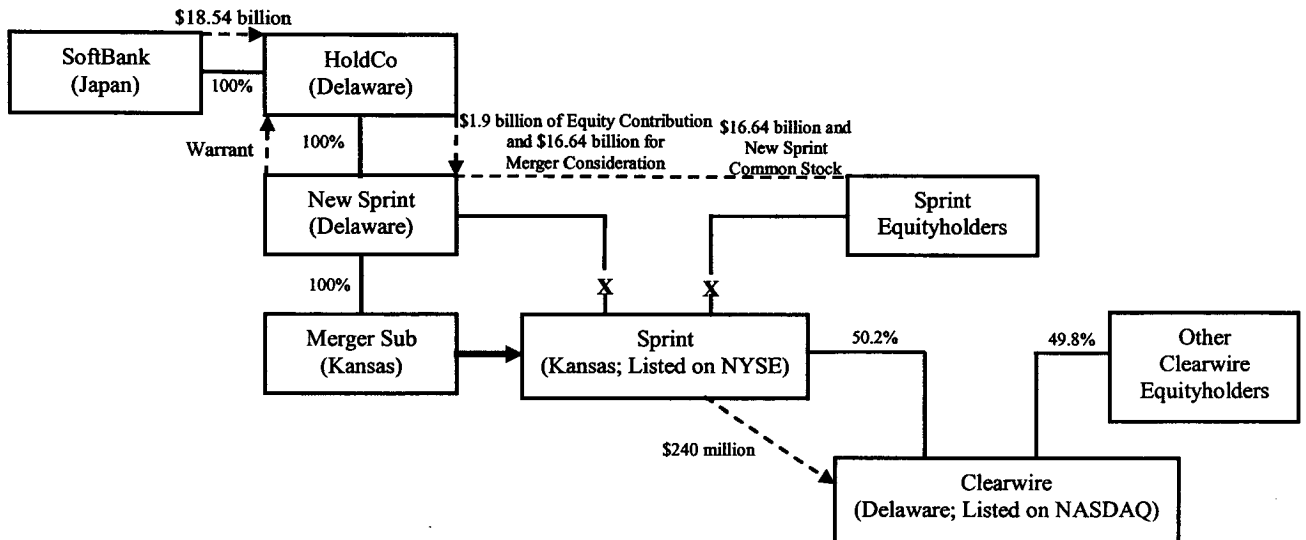 $18.54 billion
SoftBank
(Japan)
100%
HoldCo
(Delaware)
Warrant
100%
$1.9 billion of Equity Contribution
and $16.64 billion for
Merger Consideration
$16.64 billion and
New Sprint
Common Stock
New Sprint
(Delaware)
Sprint
Equityholders
100%
X
X
Merger Sub
(Kansas)
Sprint
(Kansas; Listed on NYSE)
50.2%
49.8%
Other
Clearwire
Equityholders
$240 million
Clearwire
(Delaware; Listed on NASDAQ)